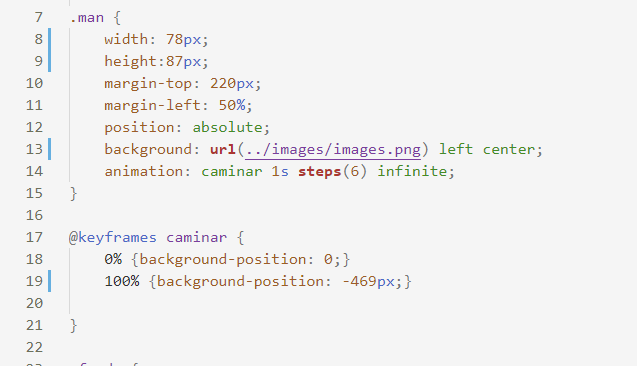 7 .man {
8 width: 78px;
9 height:87px;
10 margin-top: 220px;
11 margin-left: 50%;
12 position: absolute;
13 background: url(../images/images.png) left center;
14 animation: caminar 1s steps(6) infinite;
15 }
16
17 @keyframes caminar {
18 0% {background-position: 0;}
19 100% {background-position: -469px;}
20
21 }
22